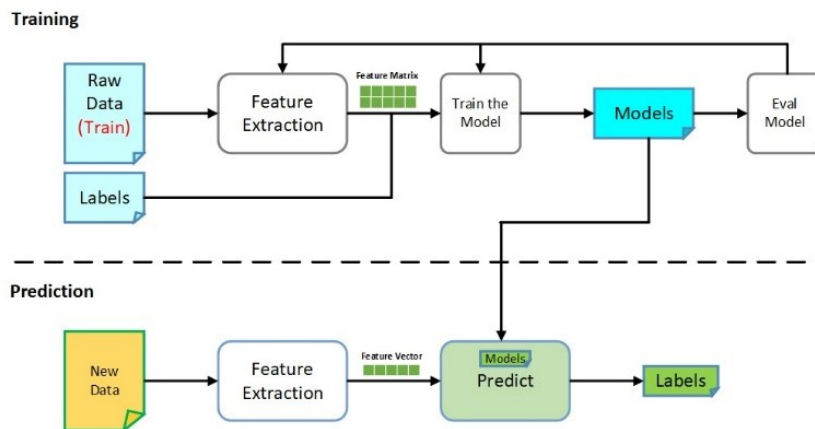 Training
Raw
Data
(Train)
Feature
Extraction
Feature Matrix
Train the
Model
Models
Eval
Model
Labels
Prediction
New
Data
Feature
Extraction
Feature Vector
Models
Predict
Labels